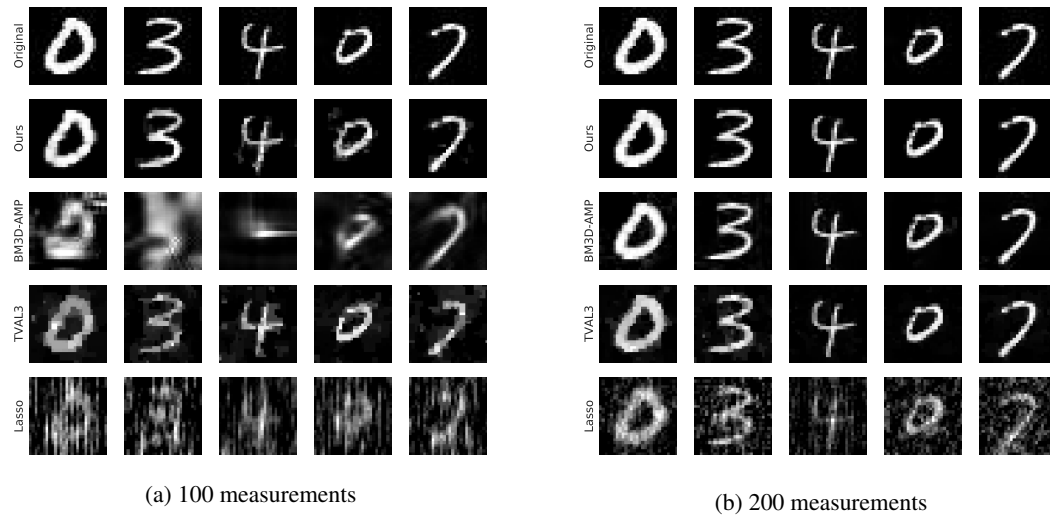 Original
Ours
BM3D-AMP
TVAL3
Lasso
(a) 100 measurements
Original
Ours
BM3D-AMP
TVAL3
Lasso
(b) 200 measurements